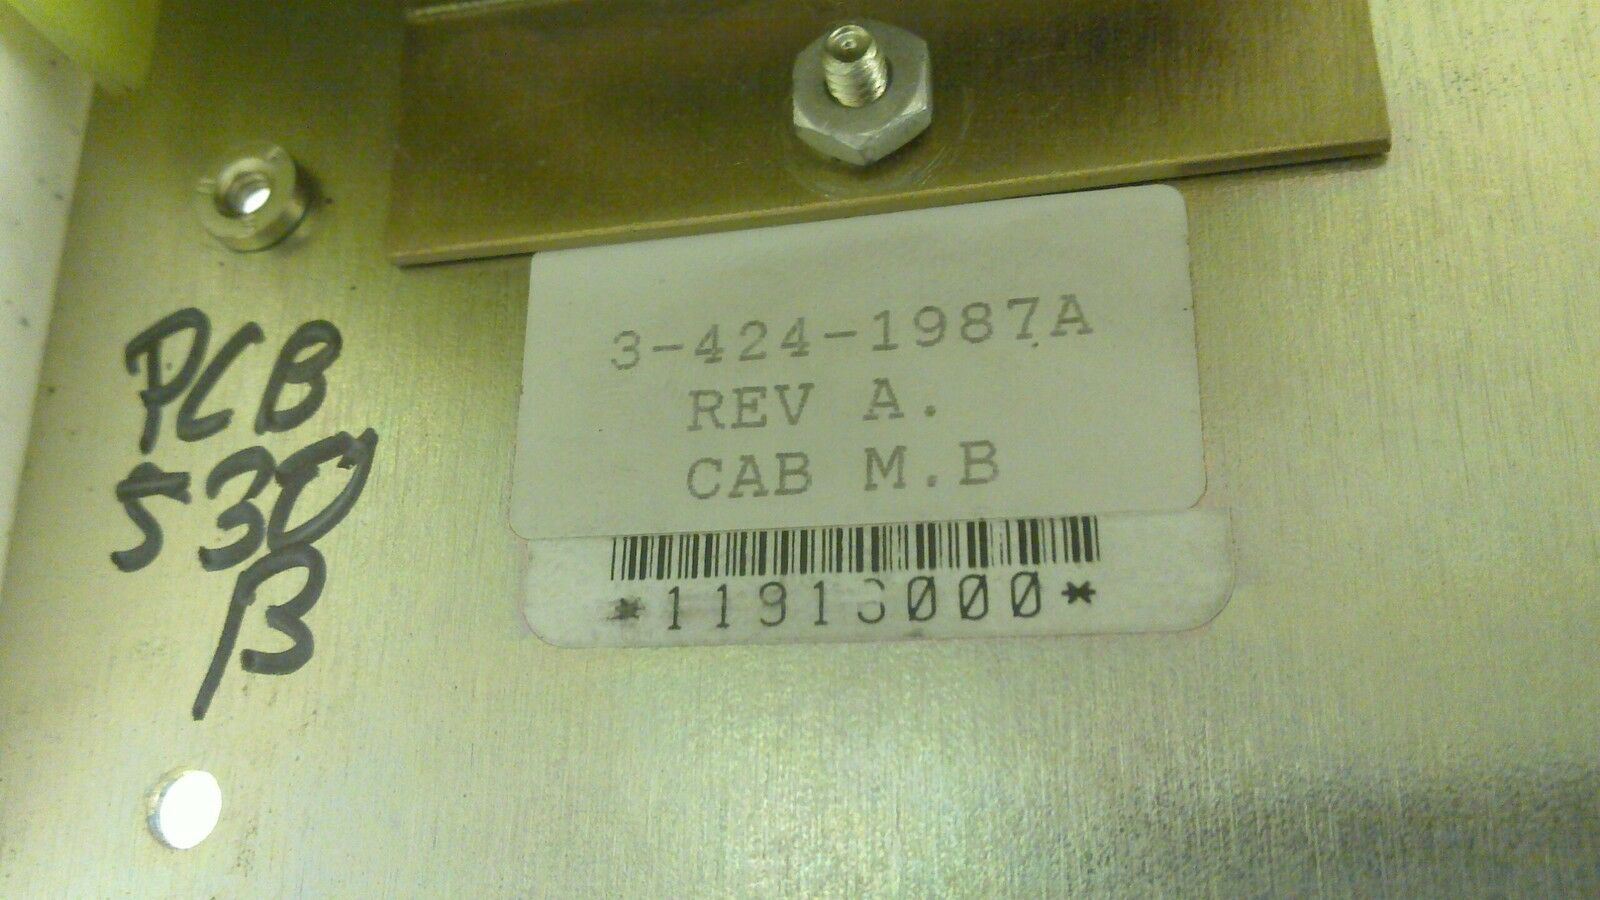 PCB
530
B
3-424-1987A
REV A.
CAB M.B